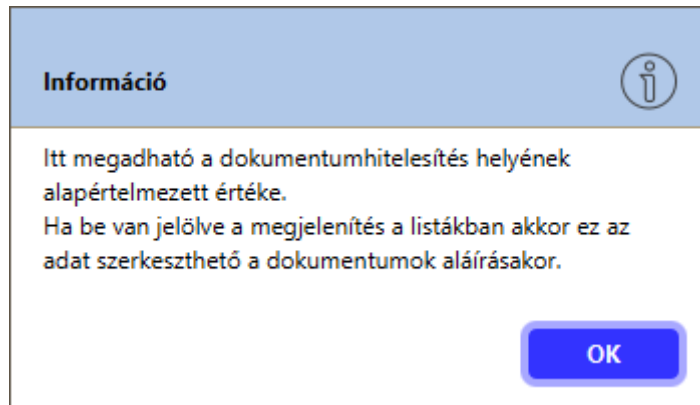 Információ
Itt megadható a dokumentumhitelesítés helyének
alapértelmezett értéke.
Ha be van jelölve a megjelenítés a listákban akkor ez az
adat szerkeszthető a dokumentumok aláírásakor.
OK